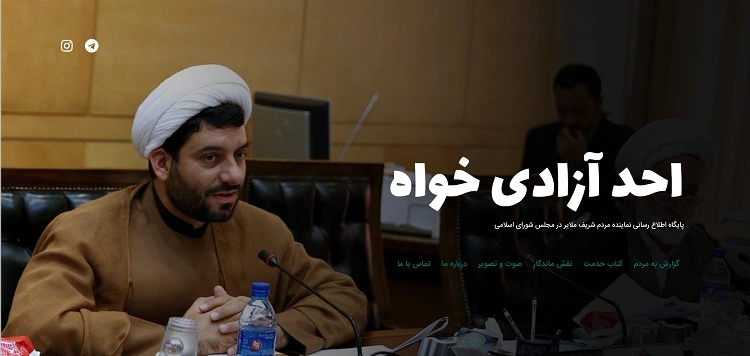 احد آزادی خواه
پایگاه اطلاع رسانی نماینده مردم شریف ملایر در مجلس شورای اسلامی
گزارش به مردم کتاب خدمت نقش ماندگار صوت و تصویر درباره ما تماس با ما